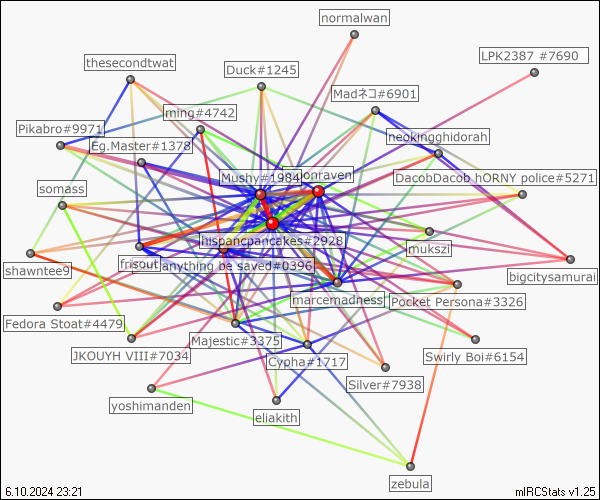 normalwan
LPK2387 #7690
thesecondtwat
Duck#1245
Madネコ#6901
ming#4742
Pikabro#9971
neokingghidorah
Eg.Master#1378
Mushy#1984
onraven
DacobDacob hORNY police#5271
somass
hispancpancakes#2928
mukszi
shawntee9
frisout
anything be saved#0396
bigcitysamurai
marcemadness
Pocket Persona#3326
Fedora Stoat#4479
Majestic#3375
JKOUYH VIII#7034
Cypha#1717
Swirly Boi#6154
Silver#7938
yoshimanden
eliakith
zebula
6.10.2024 23:21
mIRCStats v1.25